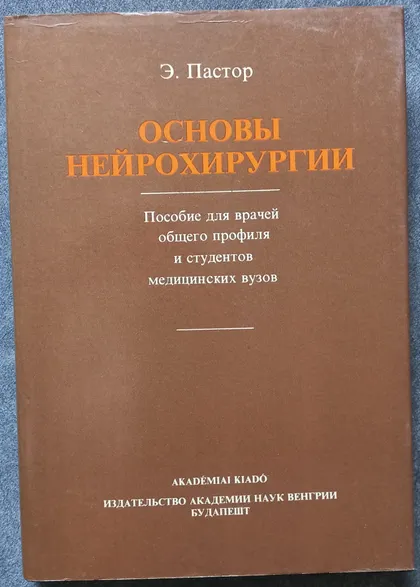 Э. Пастор
ОСНОВЫ
НЕЙРОХИРУРГИИ
Пособие для врачей
общего профиля
и студентов
медицинских вузов
AKADÉMIAI KIADÓ
ИЗДАТЕЛЬСТВО АКАДЕМИИ НАУК ВЕНГРИИ
БУДАПЕШТ